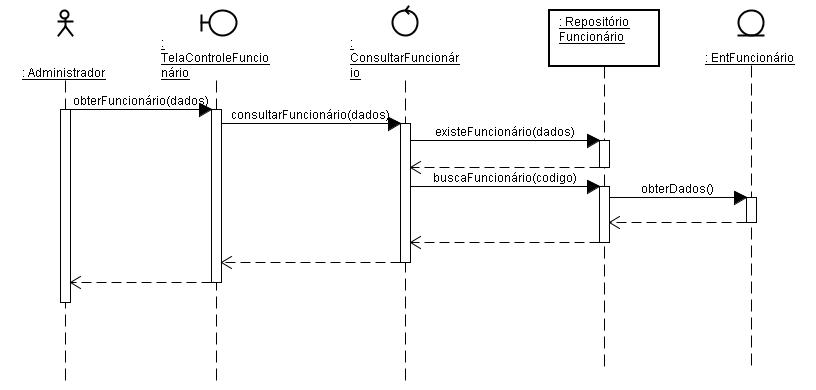 : Administrador
:
TelaControleFuncio
nário
:
ConsultarFuncionár
io
: Repositório
Funcionário
: EntFuncionário
obterFuncionário(dados)
consultarFuncionário(dados)
existeFuncionário(dados)
buscaFuncionário(codigo)
obterDados()